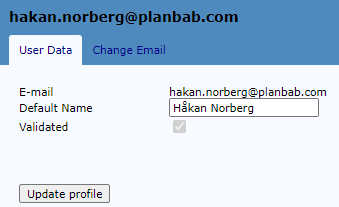 hakan.norberg@planbab.com
User Data Change Email
E-mail hakan.norberg@planbab.com
Default Name Håkan Norberg
Validated
Update profile